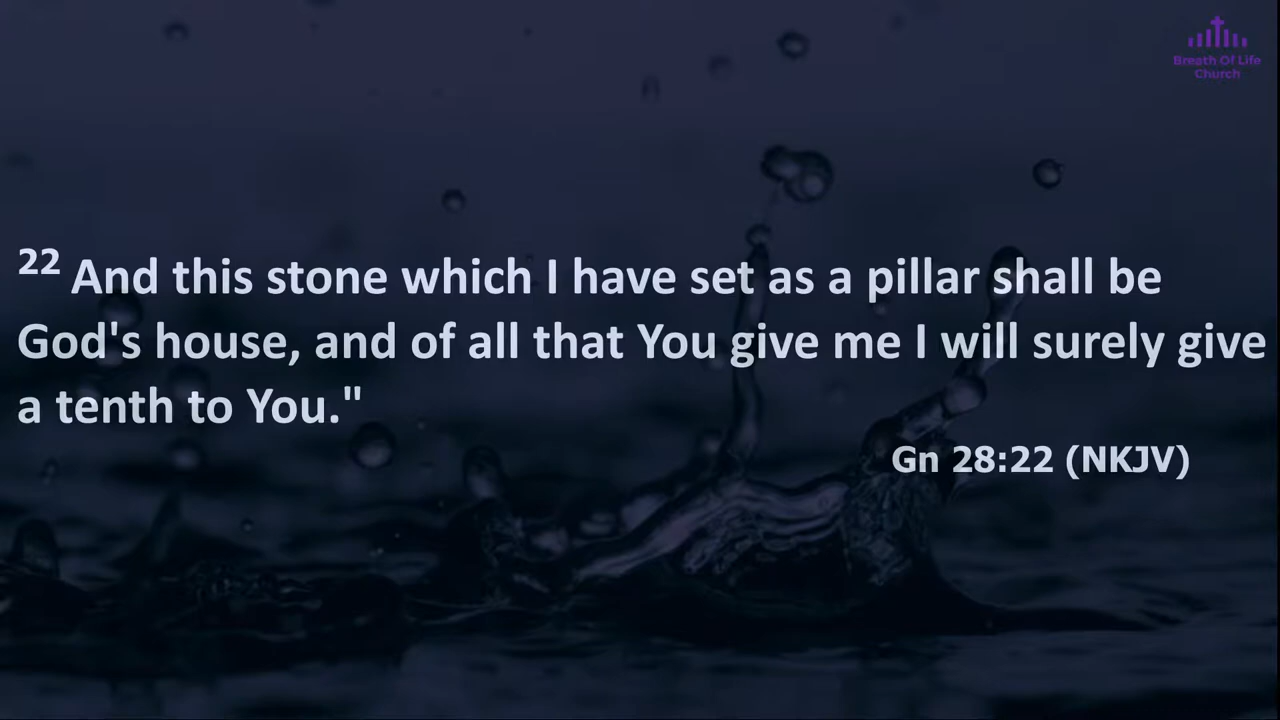 Breath Of Life
Church
22 And this stone which I have set as a pillar shall be
God's house, and of all that You give me I will surely give
a tenth to You."
Gn 28:22 (NKJV)